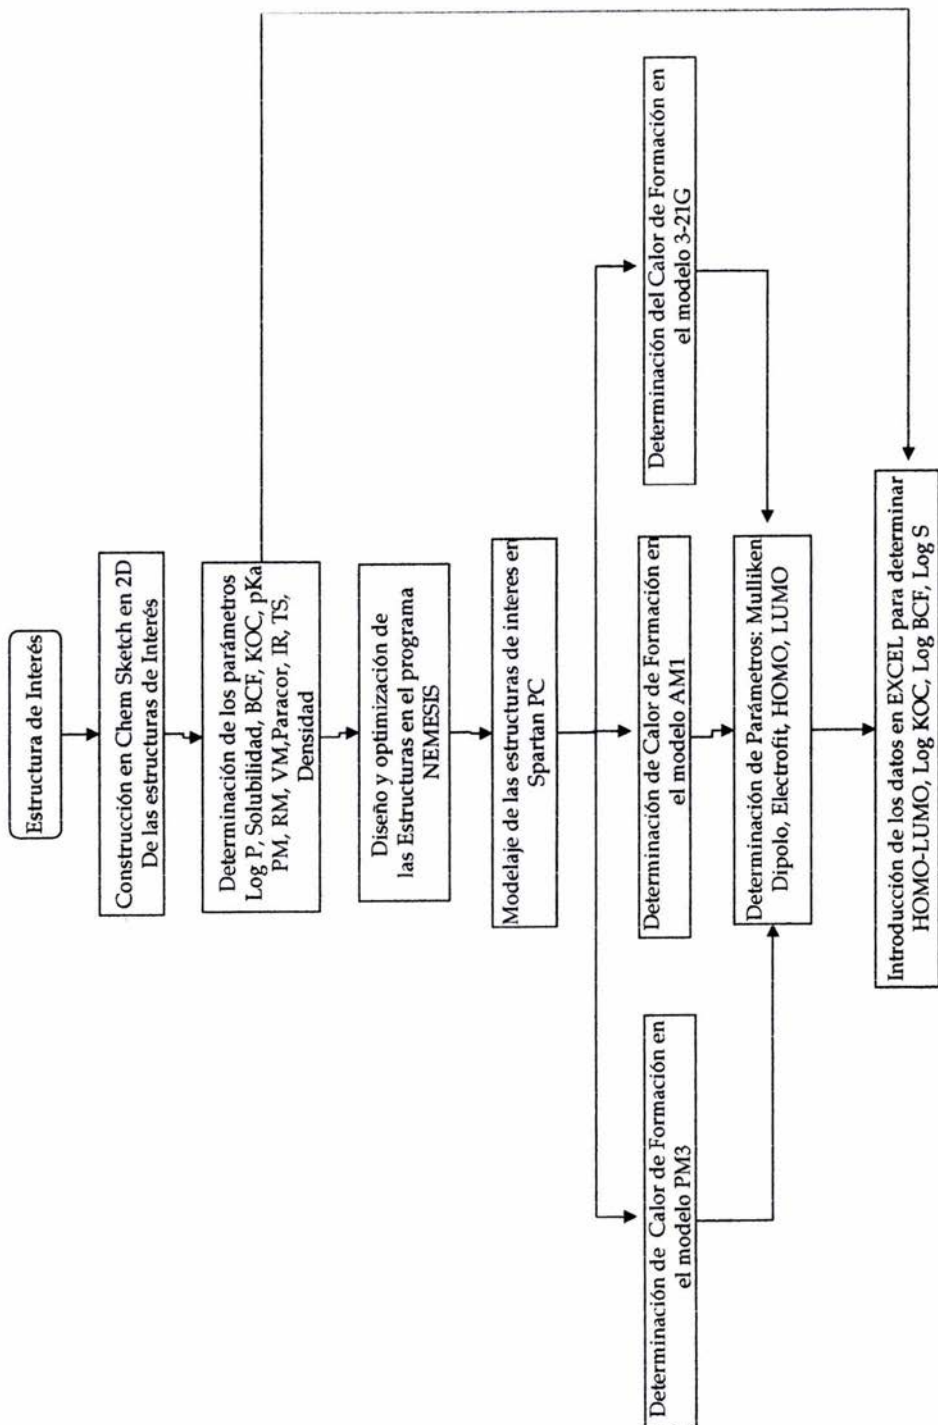 Estructura de Interés
Construcción en Chem Sketch en 2D
De las estructuras de Interés
Determinación de los parámetros
Log P, Solubilidad, BCF, KOC, pKa
PM, RM, VM,Paracor, IR, TS,
Densidad
Diseño y optimización de
las Estructuras en el programa
NEMESIS
Modelaje de las estructuras de interes en
Spartan PC
Determinación de Calor de Formación en
el modelo PM3
Determinación de Calor de Formación en
el modelo AM1
Determinación del Calor de Formación en
el modelo 3-21G
Determinación de Parámetros: Mulliken
Dipolo, Electrofit, HOMO, LUMO
Introducción de los datos en EXCEL para determinar
HOMO-LUMO, Log KOC, Log BCF, Log S